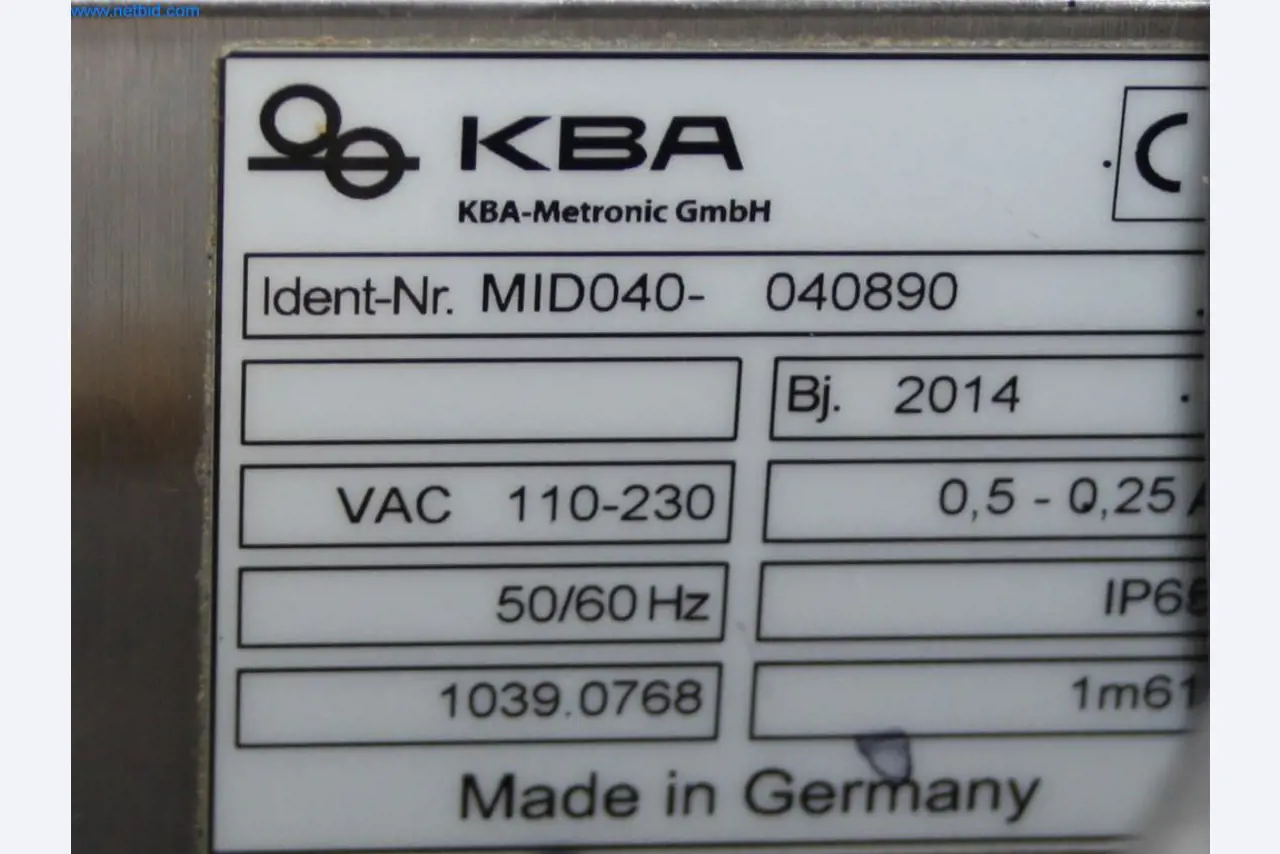 www.netbid.com
KBA
KBA-Metronic GmbH
Ident-Nr. MID040- 040890
Bj. 2014
VAC 110-230
0,5 - 0,25 A
50/60 Hz
1039.0768
Made in Germany